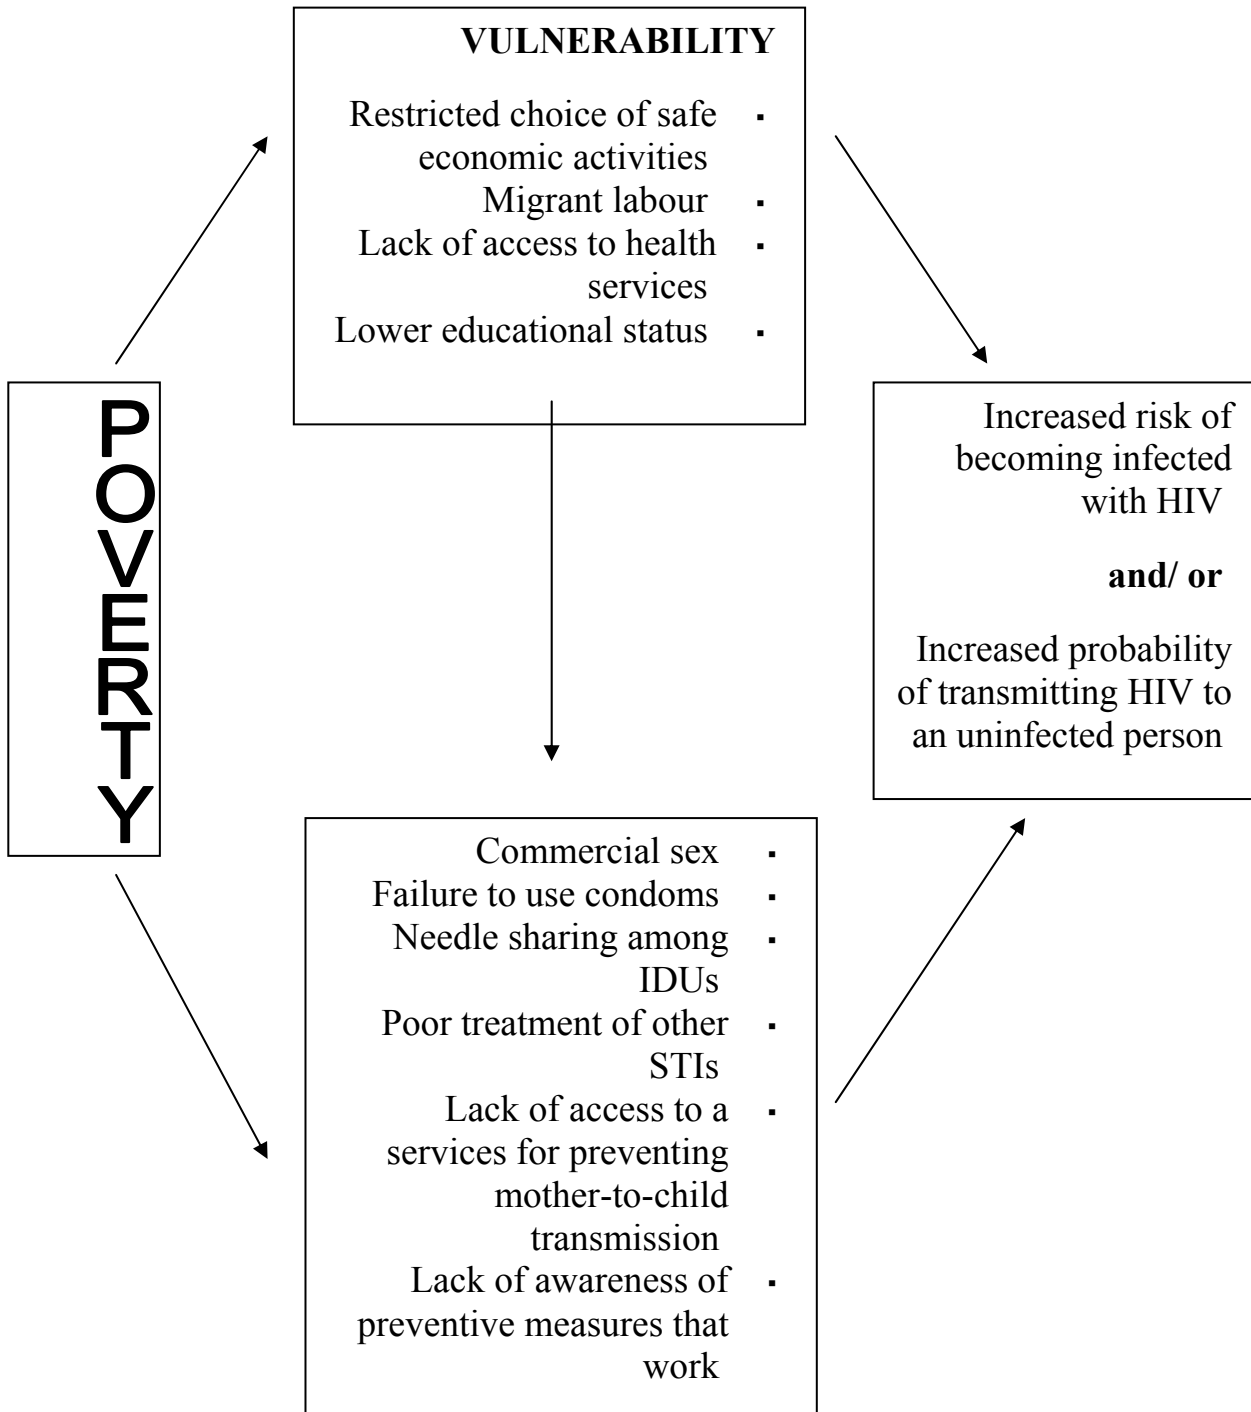 VULNERABILITY
Restricted choice of safe ▪
economic activities
Migrant labour ▪
Lack of access to health ▪
services
Lower educational status ▪
POVERTY
Increased risk of
becoming infected
with HIV
and/ or
Increased probability
of transmitting HIV to
an uninfected person
Commercial sex ▪
Failure to use condoms ▪
Needle sharing among ▪
IDUs
Poor treatment of other ▪
STIs
Lack of access to a ▪
services for preventing
mother-to-child
transmission
Lack of awareness of ▪
preventive measures that
work